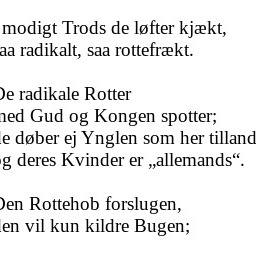 modigt Trods de løfter kjækt,
saa radikalt, saa rottefrækt.
De radikale Rotter
med Gud og Kongen spotter;
de døber ej Ynglen som her tilland
og deres Kvinder er „allemands“.
Den Rottehob forslugen,
den vil kun kildre Bugen;